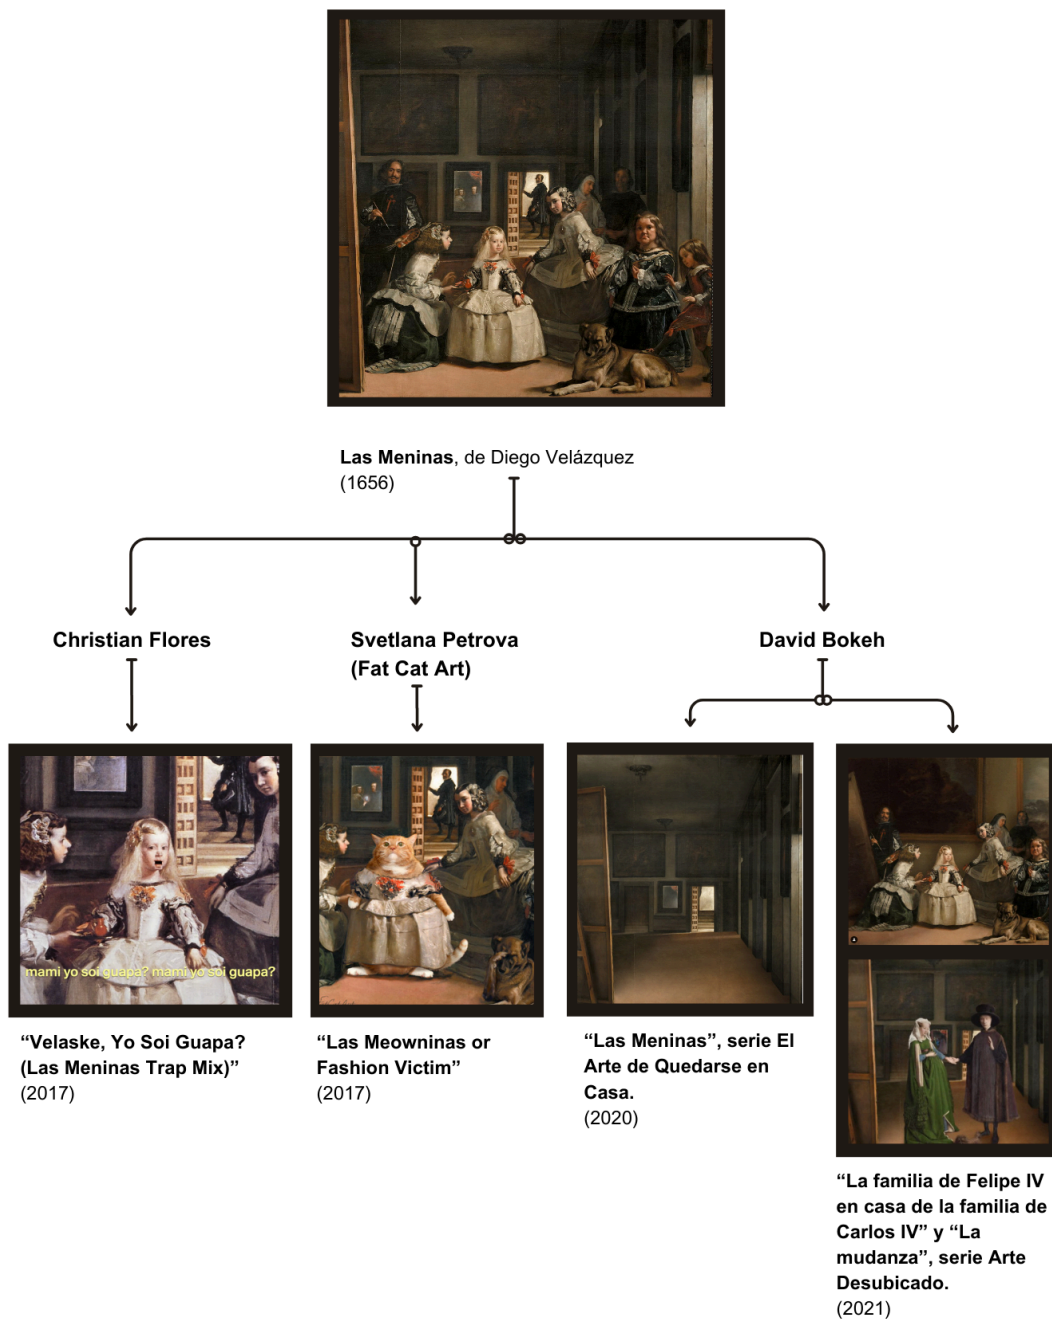 Las Meninas, de Diego Velázquez
(1656)
Christian Flores
Svetlana Petrova
(Fat Cat Art)
David Bokeh
mami yo soi guapa? mami yo soi guapa?
“Velaske, Yo Soi Guapa?
(Las Meninas Trap Mix)”
(2017)
“Las Meowninas or
Fashion Victim”
(2017)
“Las Meninas”, serie El
Arte de Quedarse en
Casa.
(2020)
“La familia de Felipe IV
en casa de la familia de
Carlos IV” y “La
mudanza”, serie Arte
Desubicado.
(2021)